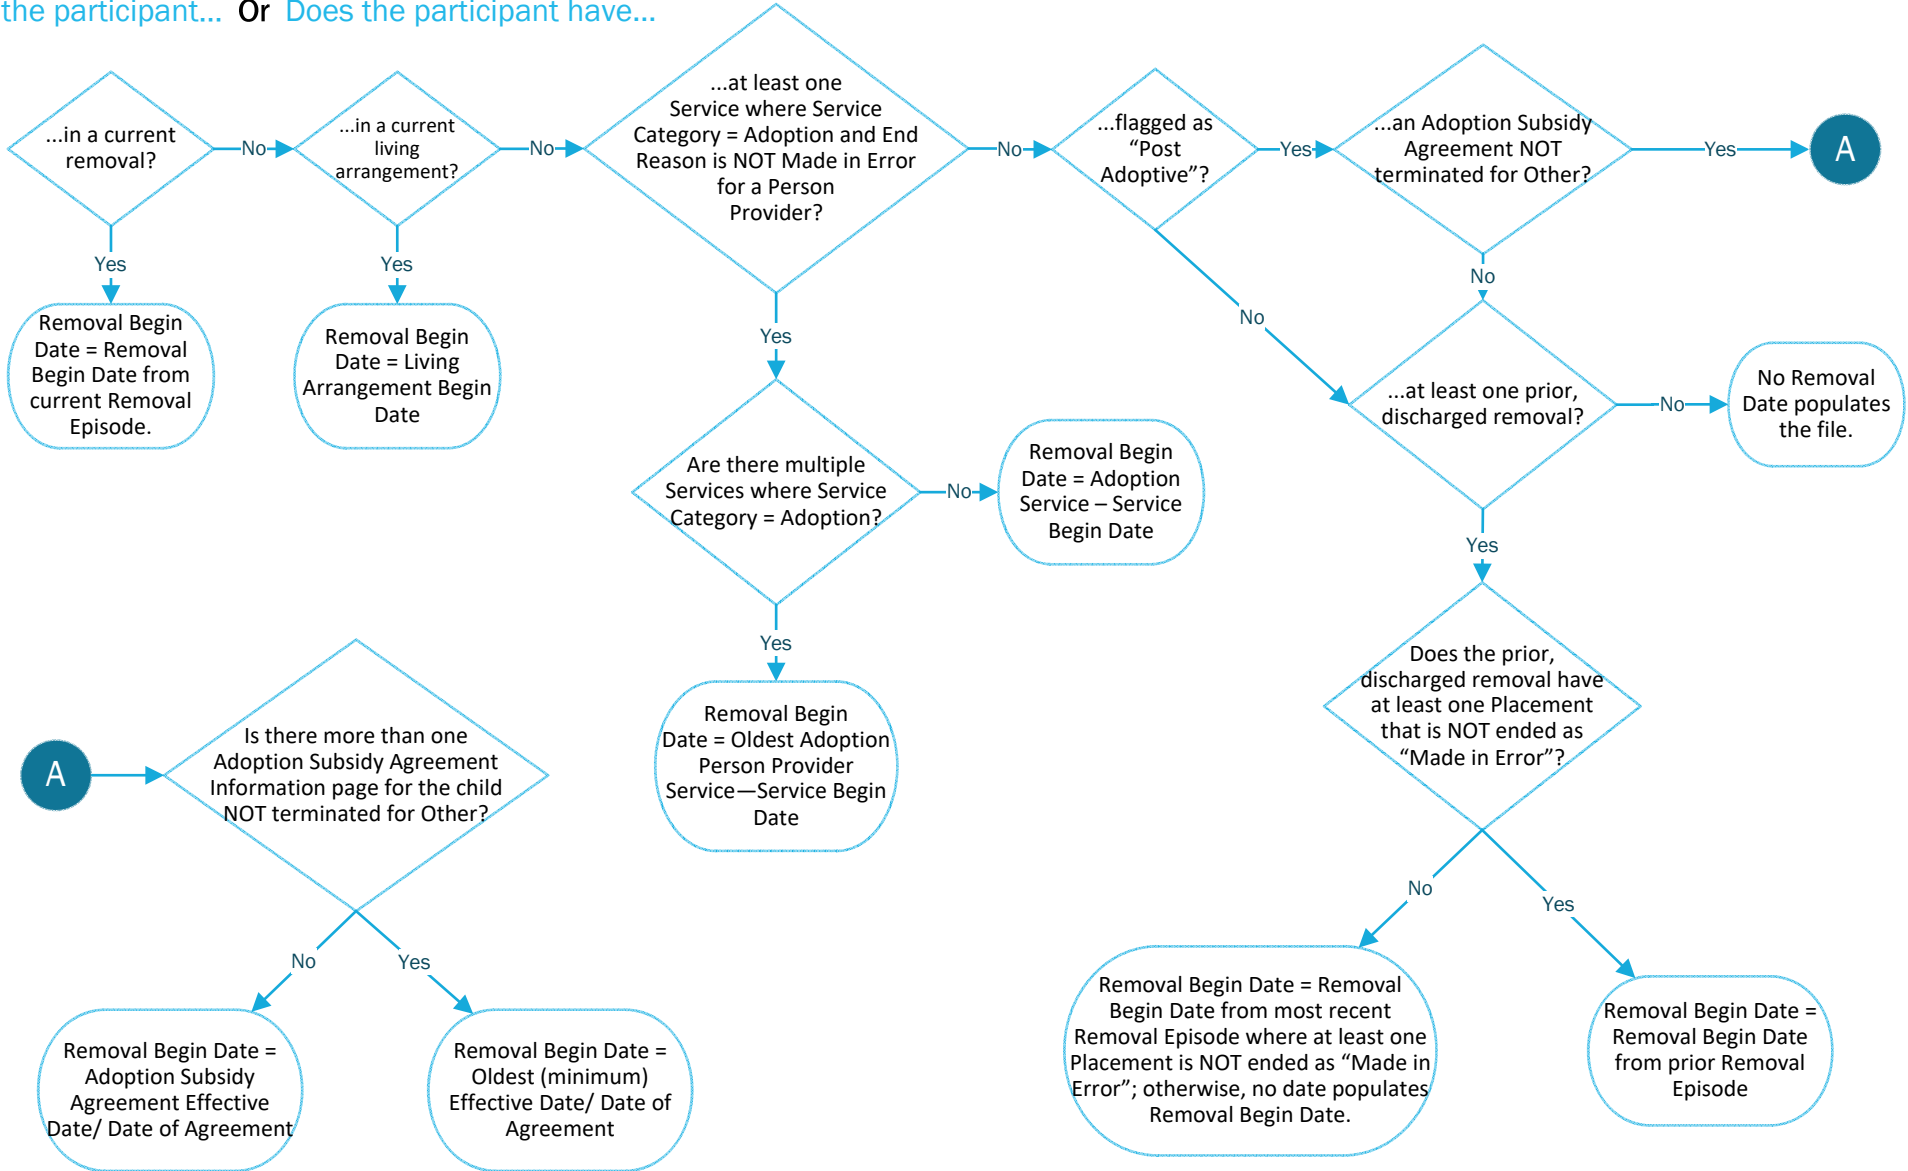 the participant... Or Does the participant have...
...in a current
removal?
No
...in a current
living
arrangement?
No
...at least one
Service where Service
Category = Adoption and End
Reason is NOT Made in Error
for a Person
Provider?
No
...flagged as
“Post
Adoptive”?
Yes
...an Adoption Subsidy
Agreement NOT
terminated for Other?
Yes
A
Yes
Removal Begin
Date = Removal
Begin Date from
current Removal
Episode.
Yes
Removal Begin
Date = Living
Arrangement Begin
Date
Yes
No
No
...at least one prior,
discharged removal?
No
No Removal
Date populates
the file.
Are there multiple
Services where Service
Category = Adoption?
No
Removal Begin
Date = Adoption
Service – Service
Begin Date
Yes
Removal Begin
Date = Oldest Adoption
Person Provider
Service—Service Begin
Date
Yes
Does the prior,
discharged removal have
at least one Placement
that is NOT ended as
“Made in Error”?
No
Yes
Removal Begin Date = Removal
Begin Date from most recent
Removal Episode where at least one
Placement is NOT ended as “Made in
Error”; otherwise, no date populates
Removal Begin Date.
Removal Begin Date =
Removal Begin Date
from prior Removal
Episode
A
Is there more than one
Adoption Subsidy Agreement
Information page for the child
NOT terminated for Other?
No
Yes
Removal Begin Date =
Adoption Subsidy
Agreement Effective
Date/ Date of Agreement
Removal Begin Date =
Oldest (minimum)
Effective Date/ Date of
Agreement